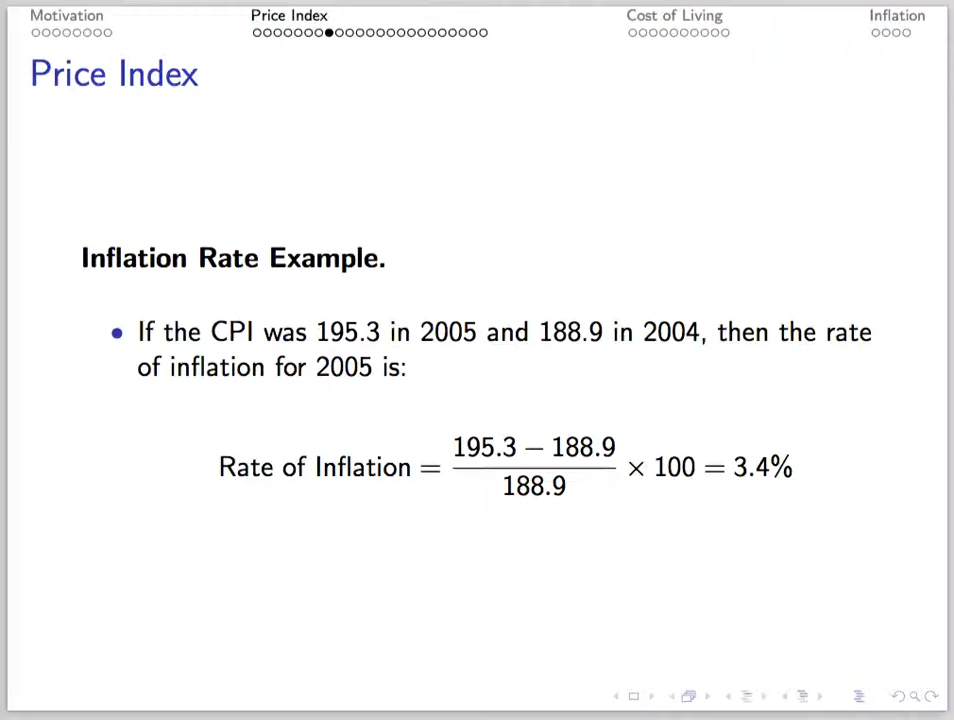 Motivation Price Index Cost of Living Inflation
Price Index
Inflation Rate Example.
• If the CPI was 195.3 in 2005 and 188.9 in 2004, then the rate
of inflation for 2005 is:
195.3 − 188.9
Rate of Inflation = × 100 = 3.4%
188.9